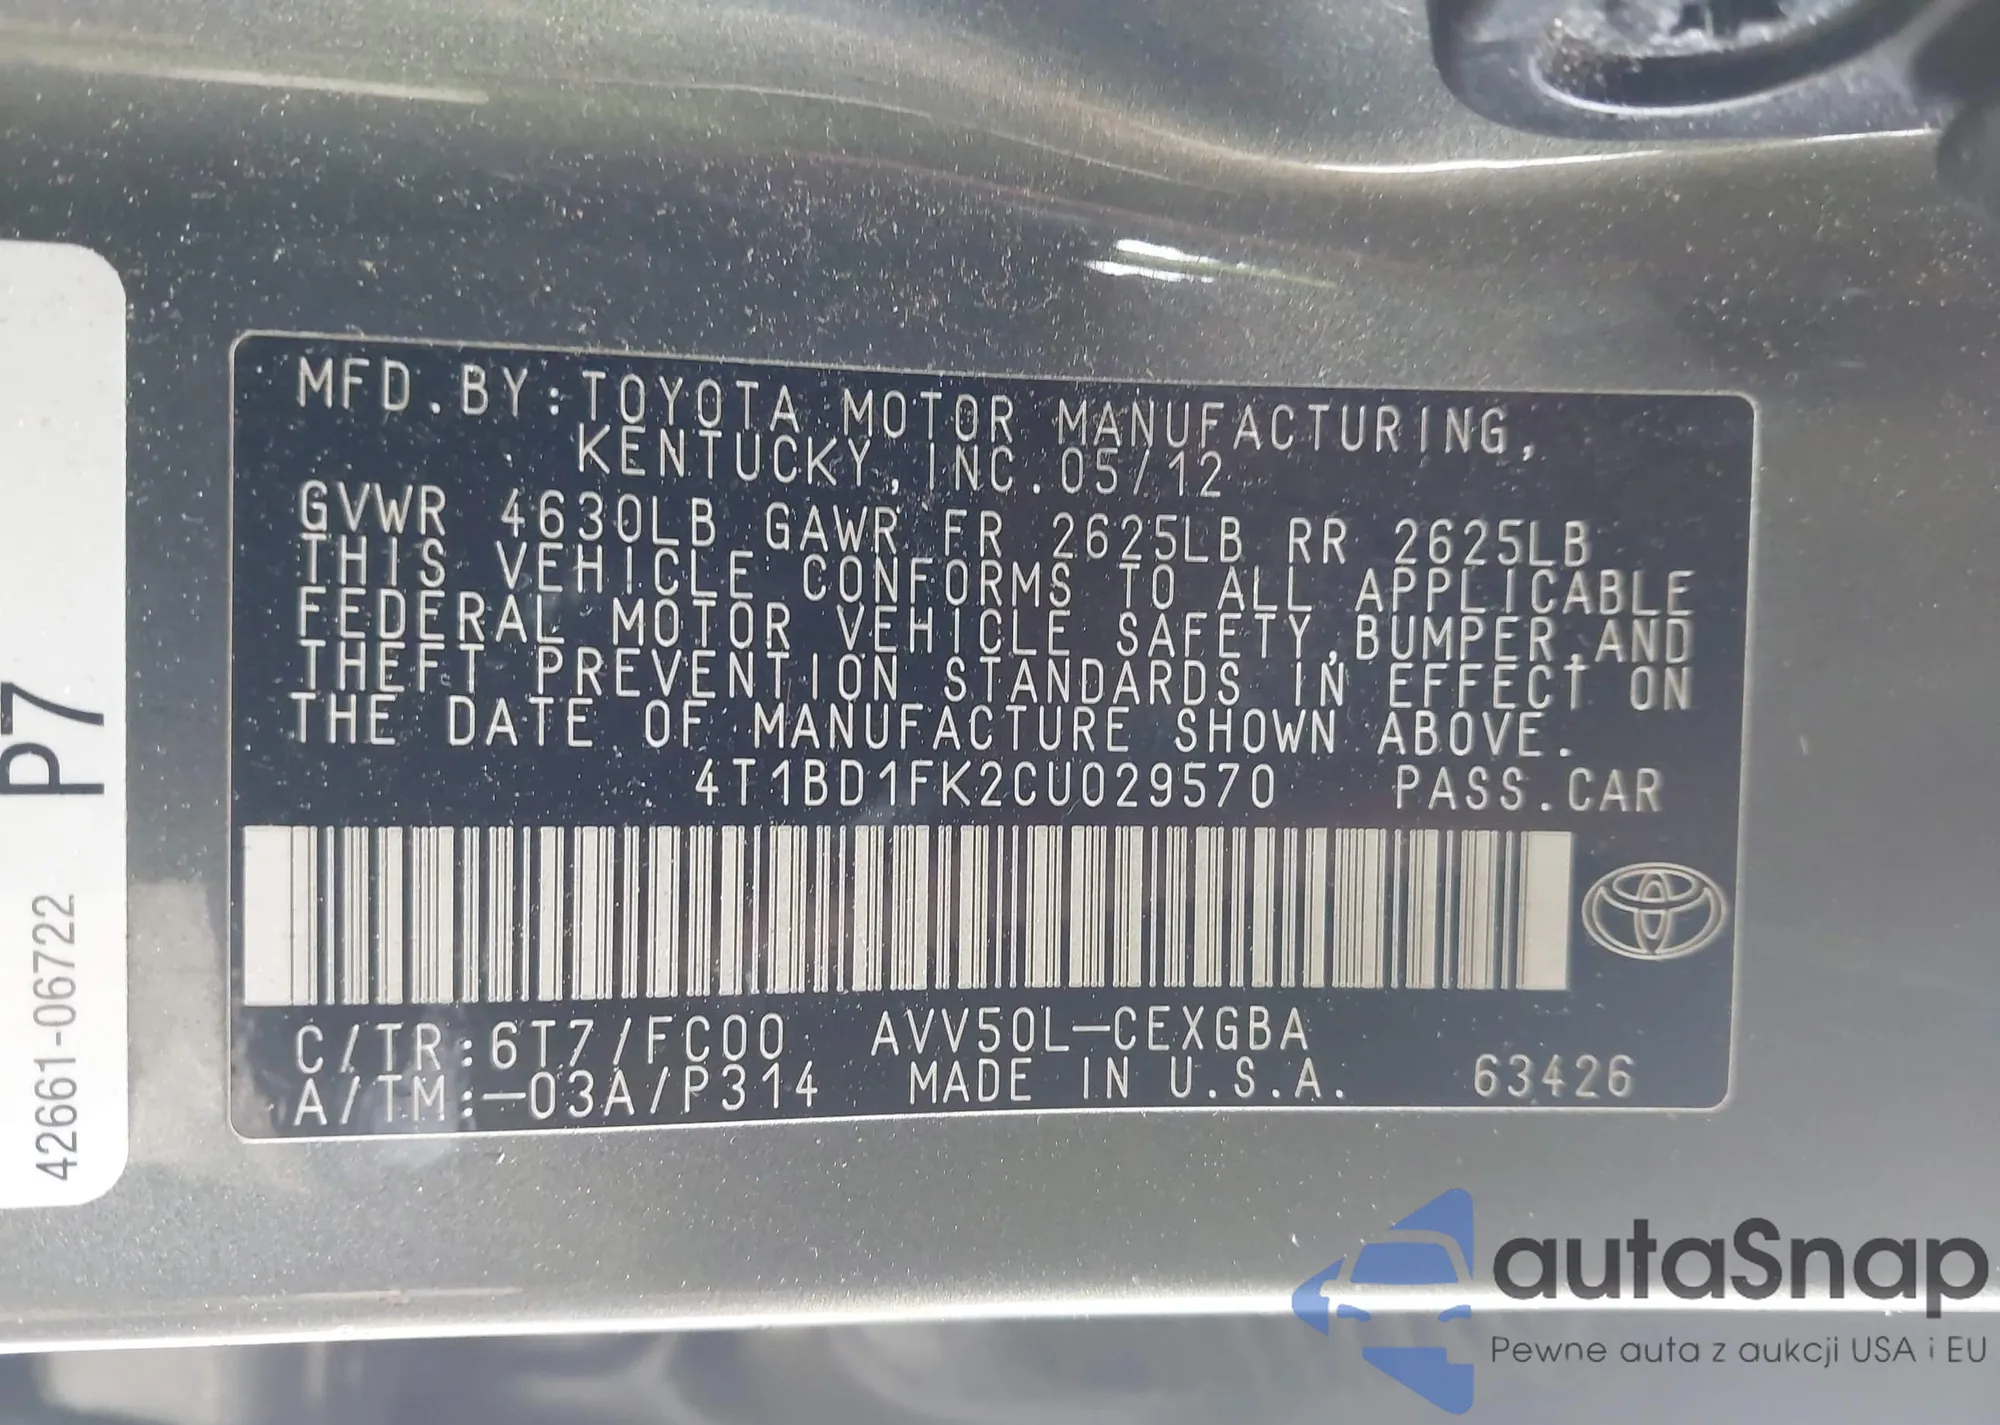 MFD.BY:TOYOTA MOTOR MANUFACTURING,
KENTUCKY,INC.05/12
GVWR 4630LB GAWR FR 2625LB RR 2625LB
THIS VEHICLE CONFORMS TO ALL APPLICABLE
FEDERAL MOTOR VEHICLE SAFETY,BUMPER,AND
THEFT PREVENTION STANDARDS IN EFFECT ON
THE DATE OF MANUFACTURE SHOWN ABOVE.
4T1BD1FK2CU029570 PASS.CAR
C/TR:6T7/FC00 AVV50L-CEXGBA
A/TM:-03A/P314 MADE IN U.S.A. 63426
P7
42661-06722
autaSnap
Pewne auta z aukcji USA i EU